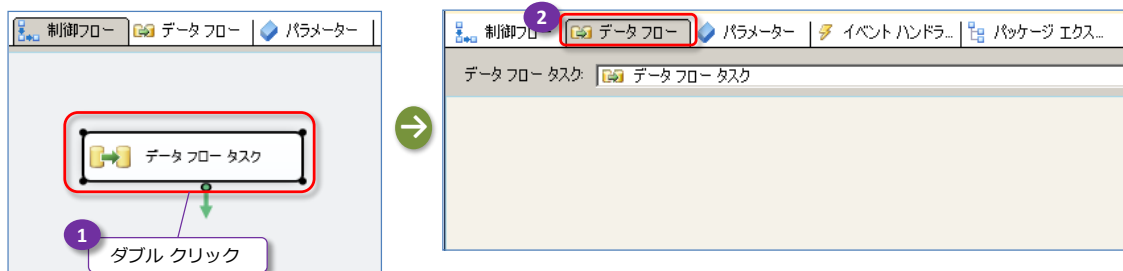 制御フロー データ フロー パラメーター
データ フロー タスク
1
ダブル クリック
2
制御フロー データ フロー パラメーター イベント ハンドラ... パッケージ エクス...
データ フロー タスク: データ フロー タスク